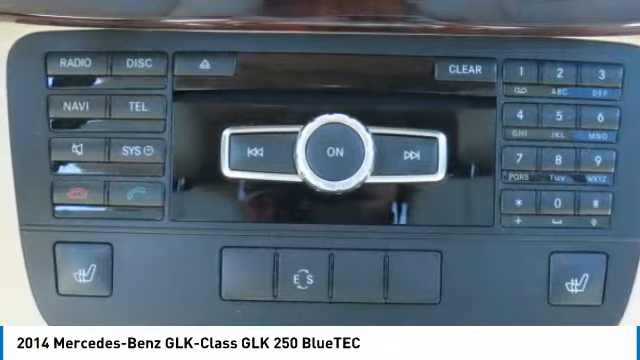 RADIO DISC CLEAR 1 2 3
ABC DEF
NAVI TEL 4 5 6
GHI JKL MNO
SYS ON 7 8 9
PQRS TUV WXYZ
* 0 #
+
E S
2014 Mercedes-Benz GLK-Class GLK 250 BlueTEC